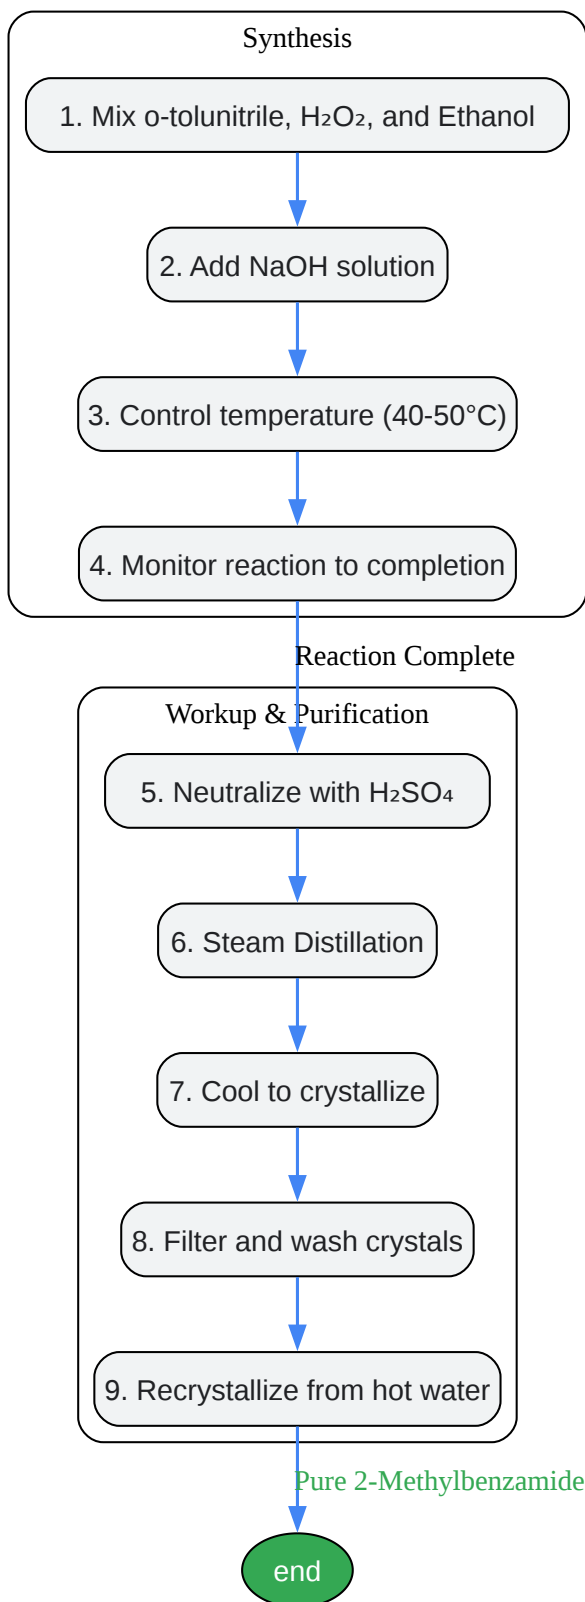 Synthesis
1. Mix o-tolunitrile, H₂O₂, and Ethanol
2. Add NaOH solution
3. Control temperature (40-50°C)
4. Monitor reaction to completion
Reaction Complete
Workup & Purification
5. Neutralize with H₂SO₄
6. Steam Distillation
7. Cool to crystallize
8. Filter and wash crystals
9. Recrystallize from hot water
Pure 2-Methylbenzamide
end